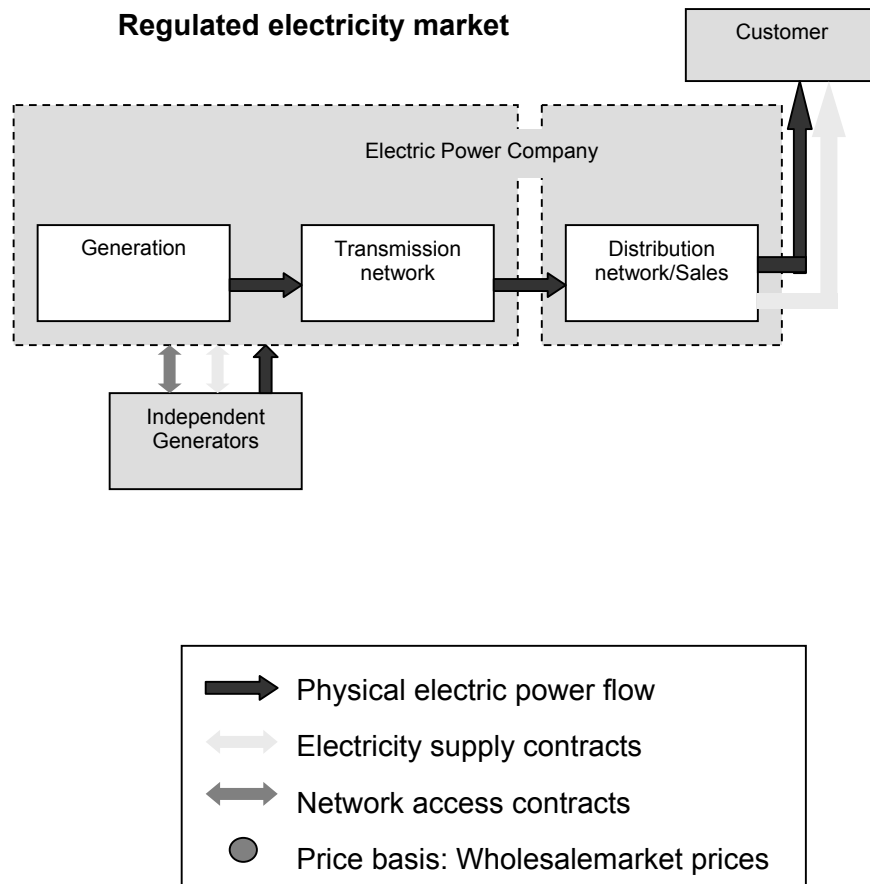 Regulated electricity market
Customer
Electric Power Company
Generation
Transmission
network
Distribution
network/Sales
Independent
Generators
Physical electric power flow
Electricity supply contracts
Network access contracts
Price basis: Wholesalemarket prices